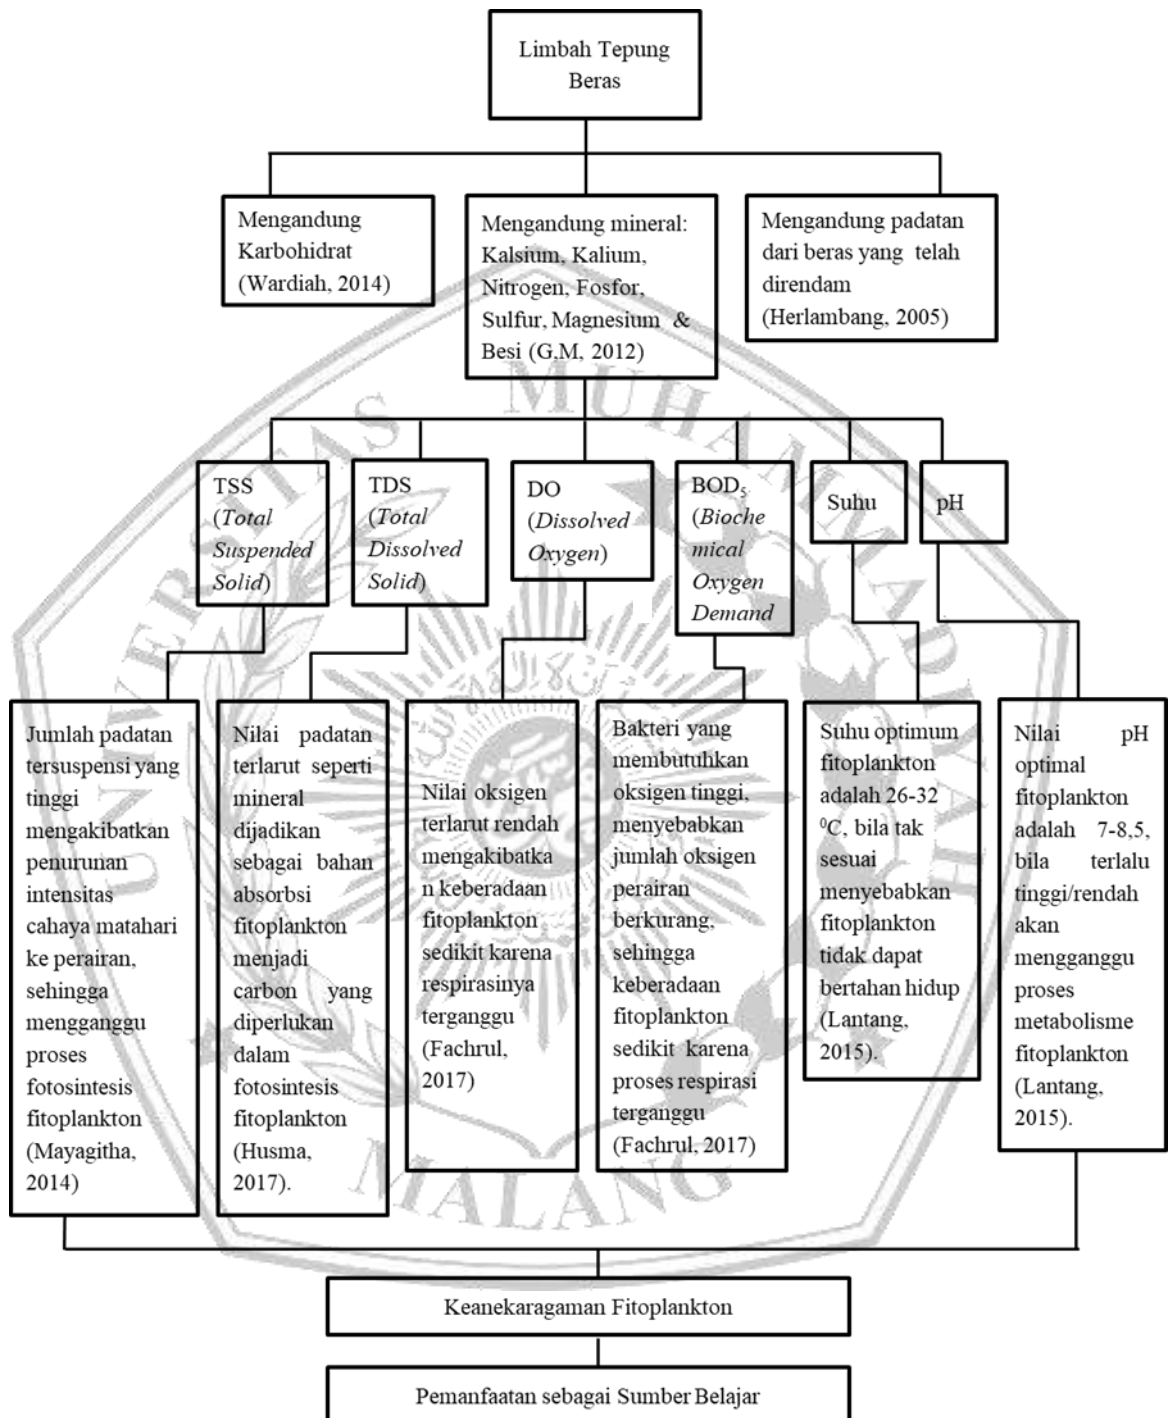 Limbah Tepung
Beras
Mengandung
Karbohidrat
(Wardiah, 2014)
Mengandung mineral:
Kalsium, Kalium,
Nitrogen, Fosfor,
Sulfur, Magnesium &
Besi (G.M, 2012)
Mengandung padatan
dari beras yang telah
direndam
(Herlambang, 2005)
TSS
(Total
Suspended
Solid)
TDS
(Total
Dissolved
Solid)
DO
(Dissolved
Oxygen)
BOD₅
(Bioche
mical
Oxygen
Demand
Suhu
pH
Jumlah padatan
tersuspensi yang
tinggi
mengakibatkan
penurunan
intensitas
cahaya matahari
ke perairan,
sehingga
mengganggu
proses
fotosintesis
fitoplankton
(Mayagitha,
2014)
Nilai padatan
terlarut seperti
mineral
dijadikan
sebagai bahan
absorbsi
fitoplankton
menjadi
carbon yang
diperlukan
dalam
fotosintesis
fitoplankton
(Husma,
2017).
Nilai oksigen
terlarut rendah
mengakibatka
n keberadaan
fitoplankton
sedikit karena
respirasinya
terganggu
(Fachrul,
2017)
Bakteri yang
membutuhkan
oksigen tinggi,
menyebabkan
jumlah oksigen
perairan
berkurang,
sehingga
keberadaan
fitoplankton
sedikit karena
proses respirasi
terganggu
(Fachrul, 2017)
Suhu optimum
fitoplankton
adalah 26-32
⁰C, bila tak
sesuai
menyebabkan
fitoplankton
tidak dapat
bertahan hidup
(Lantang,
2015).
Nilai pH
optimal
fitoplankton
adalah 7-8,5,
bila terlalu
tinggi/rendah
akan
mengganggu
proses
metabolisme
fitoplankton
(Lantang,
2015).
Keanekaragaman Fitoplankton
Pemanfaatan sebagai Sumber Belajar
UNIVERSITAS MUHAMMADIYAH
MALANG